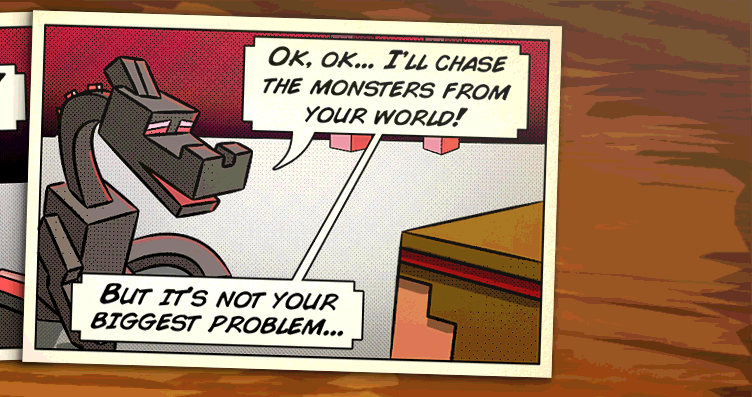 OK, OK... I'LL CHASE
THE MONSTERS FROM
YOUR WORLD!
BUT IT'S NOT YOUR
BIGGEST PROBLEM...